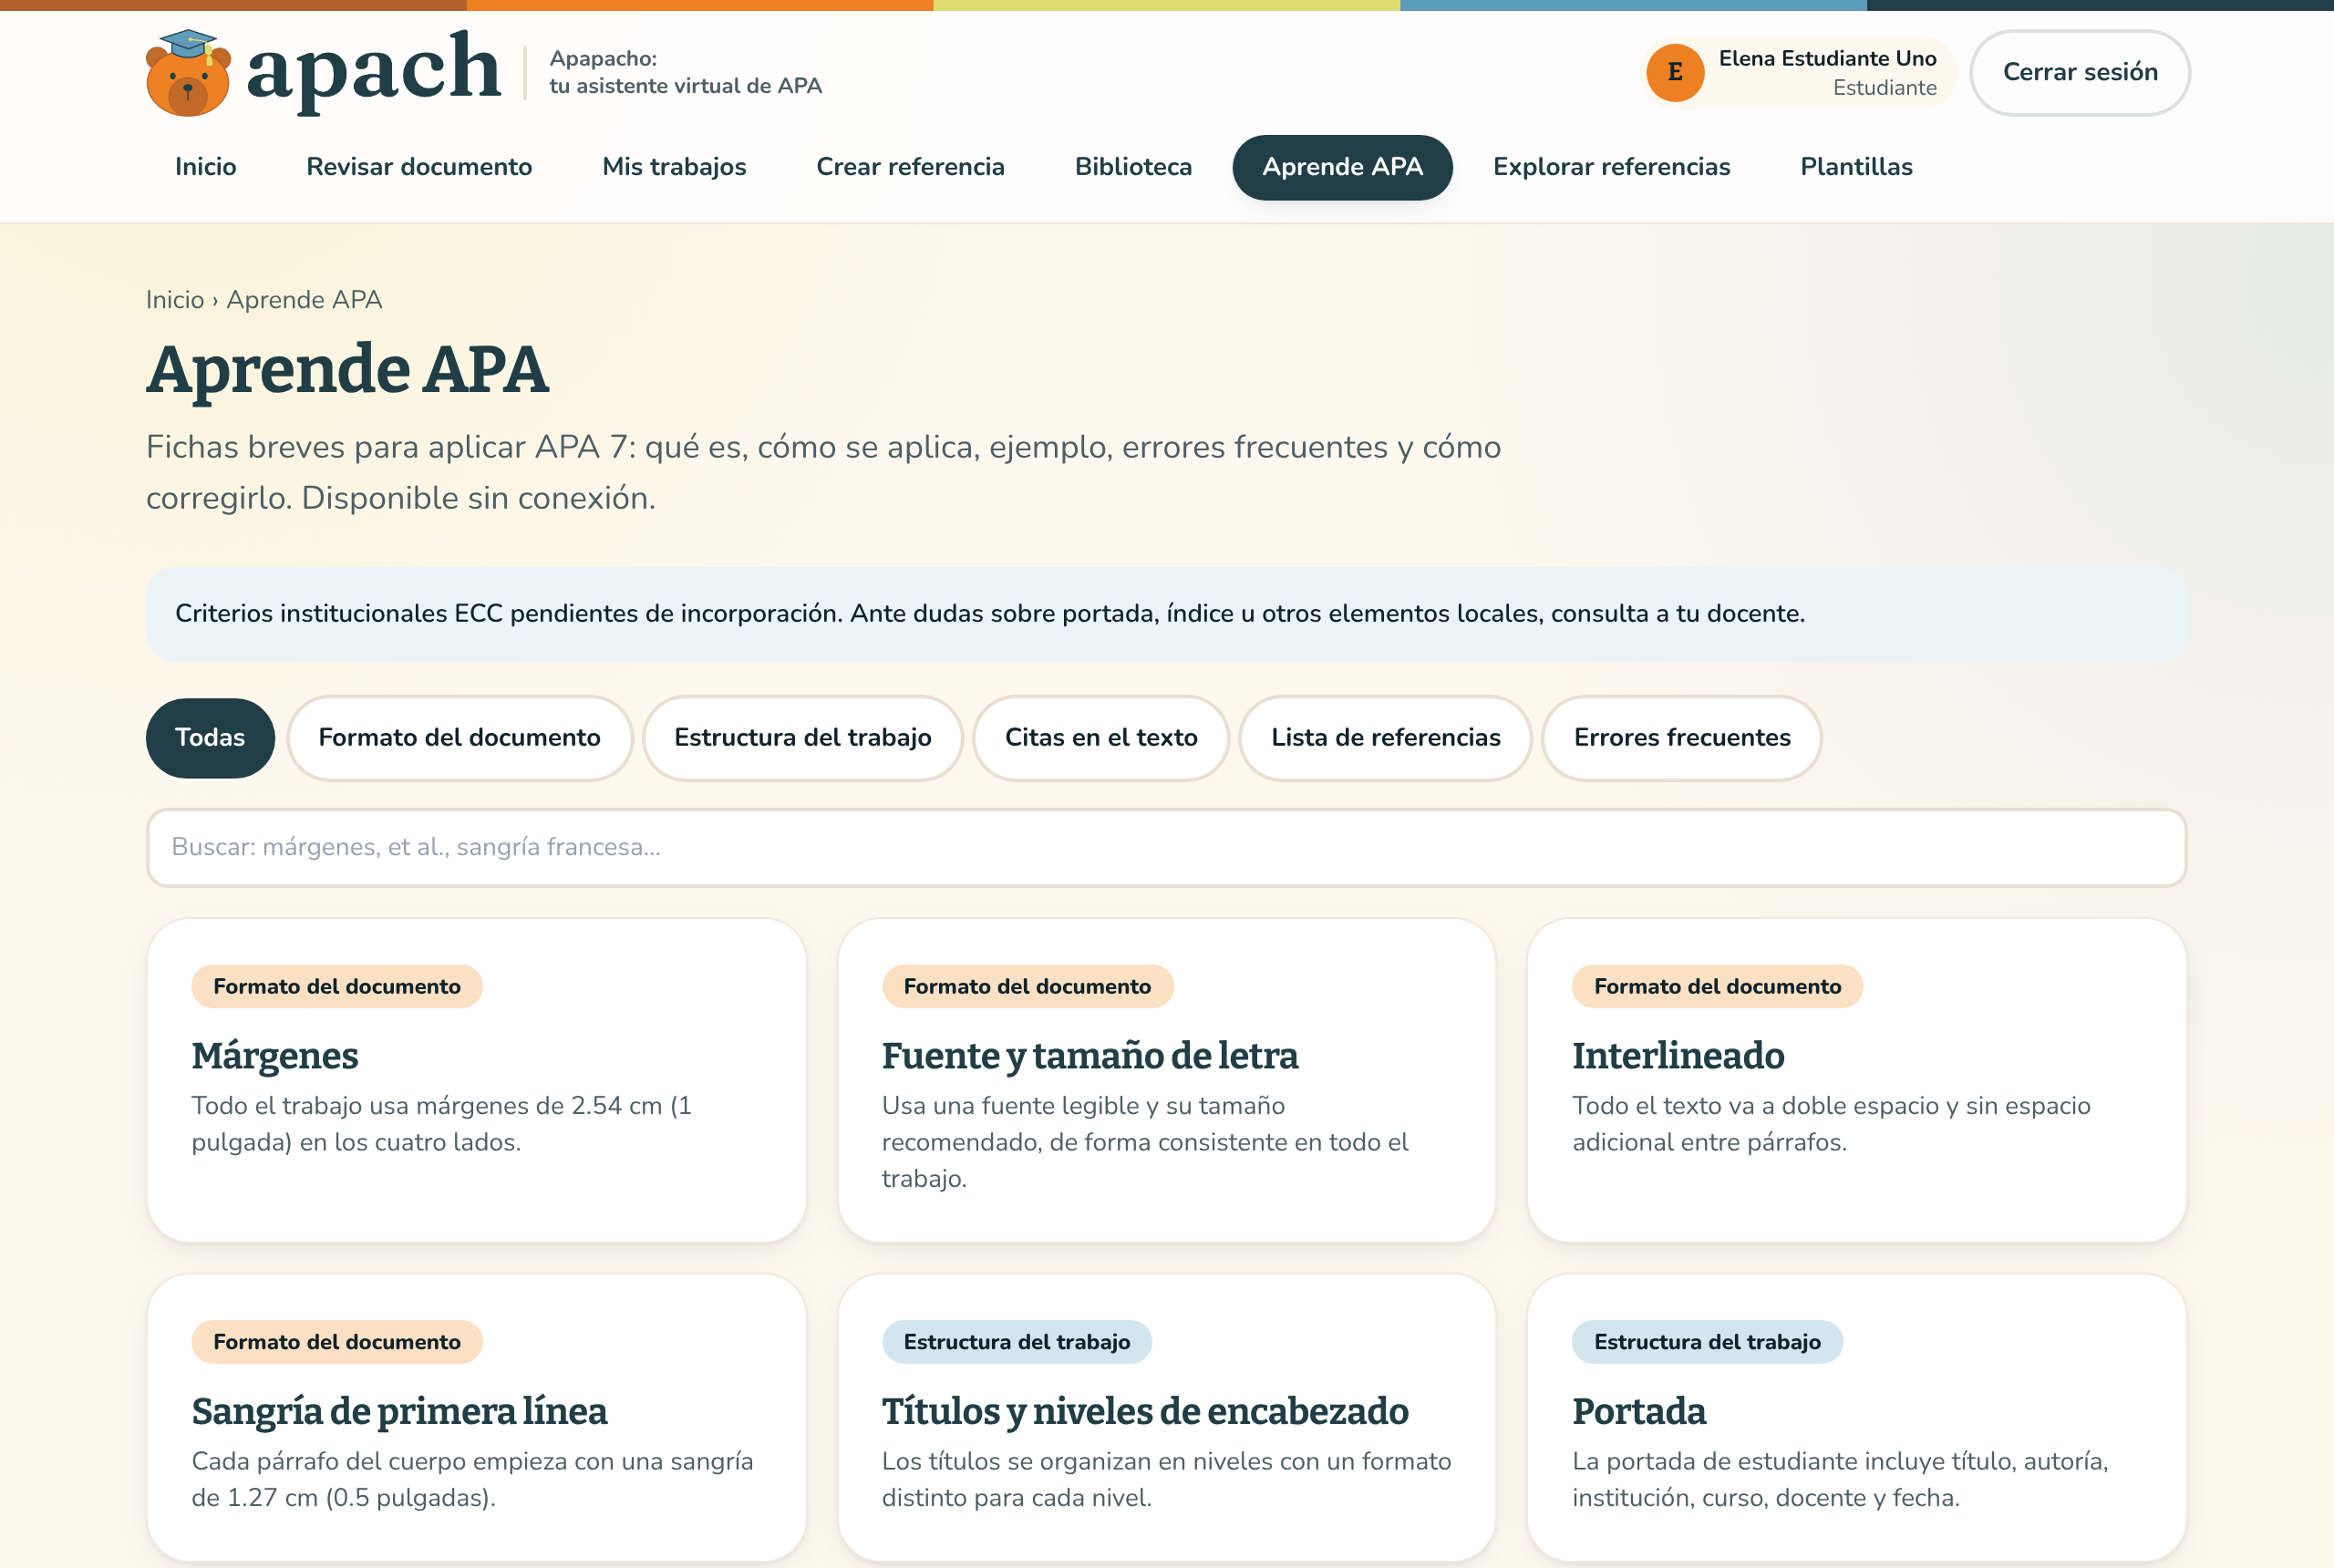 apach
Apapacho:
tu asistente virtual de APA
E
Elena Estudiante Uno
Estudiante
Cerrar sesión
Inicio
Revisar documento
Mis trabajos
Crear referencia
Biblioteca
Aprende APA
Explorar referencias
Plantillas
Inicio › Aprende APA
Aprende APA
Fichas breves para aplicar APA 7: qué es, cómo se aplica, ejemplo, errores frecuentes y cómo
corregirlo. Disponible sin conexión.
Criterios institucionales ECC pendientes de incorporación. Ante dudas sobre portada, índice u otros elementos locales, consulta a tu docente.
Todas
Formato del documento
Estructura del trabajo
Citas en el texto
Lista de referencias
Errores frecuentes
Buscar: márgenes, et al., sangría francesa...
Formato del documento
Márgenes
Todo el trabajo usa márgenes de 2.54 cm (1
pulgada) en los cuatro lados.
Formato del documento
Fuente y tamaño de letra
Usa una fuente legible y su tamaño
recomendado, de forma consistente en todo el
trabajo.
Formato del documento
Interlineado
Todo el texto va a doble espacio y sin espacio
adicional entre párrafos.
Formato del documento
Sangría de primera línea
Cada párrafo del cuerpo empieza con una sangría
de 1.27 cm (0.5 pulgadas).
Estructura del trabajo
Títulos y niveles de encabezado
Los títulos se organizan en niveles con un formato
distinto para cada nivel.
Estructura del trabajo
Portada
La portada de estudiante incluye título, autoría,
institución, curso, docente y fecha.